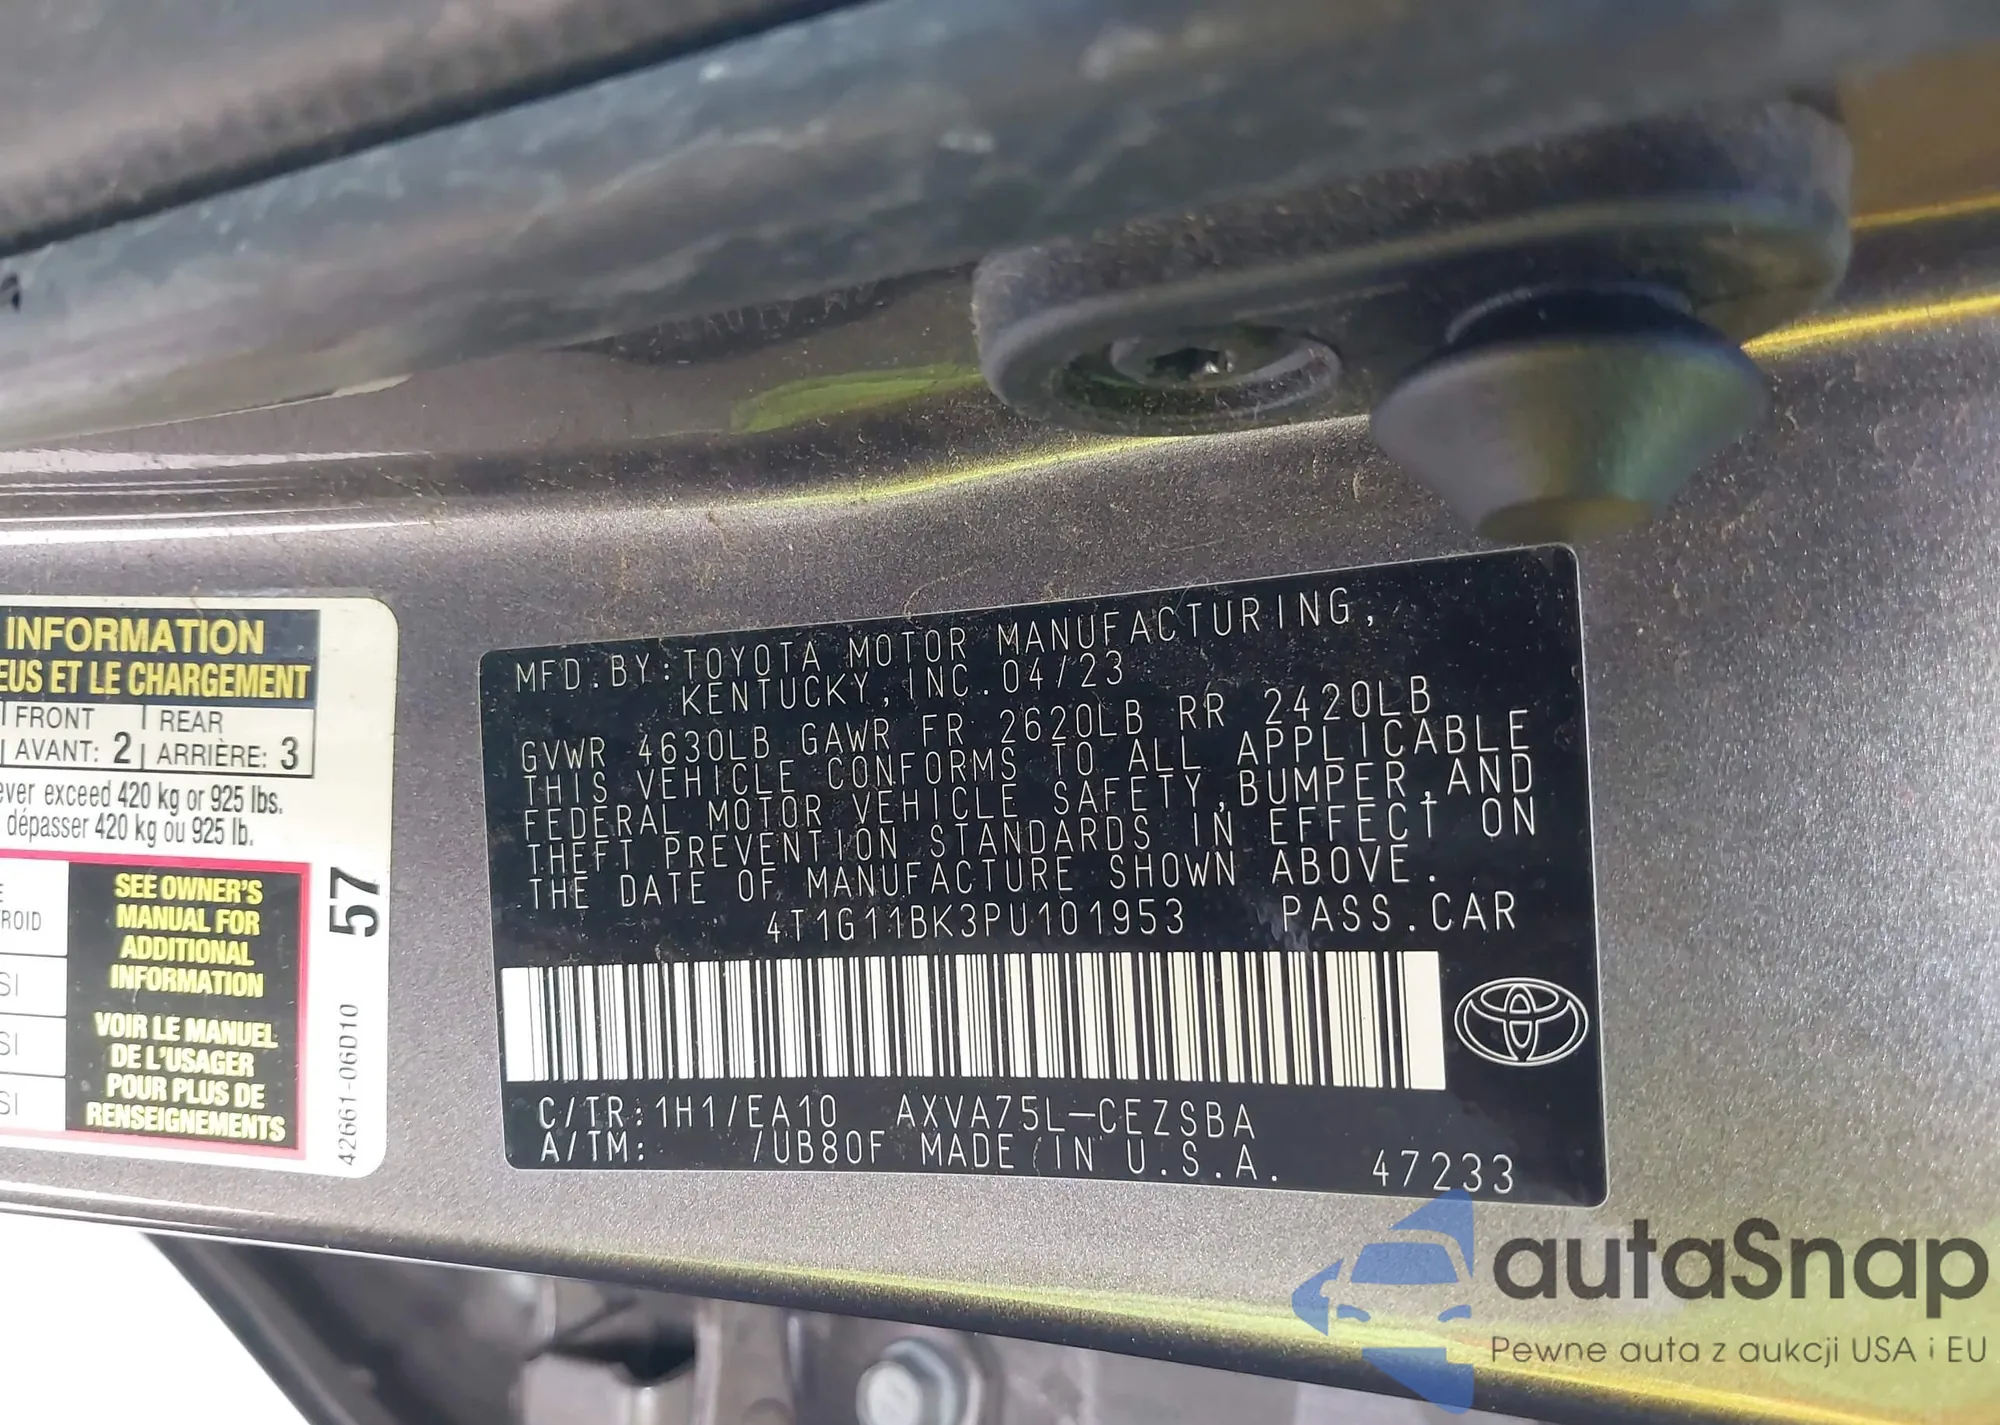 INFORMATION
EUS ET LE CHARGEMENT
FRONT REAR
AVANT: 2 ARRIÈRE: 3
ever exceed 420 kg or 925 lbs.
dépasser 420 kg ou 925 lb.
ROID
SI
SI
SI
SEE OWNER'S
MANUAL FOR
ADDITIONAL
INFORMATION
VOIR LE MANUEL
DE L'USAGER
POUR PLUS DE
RENSEIGNEMENTS
57
42661-06D10
MFD.BY:TOYOTA MOTOR MANUFACTURING,
KENTUCKY, INC. 04/23
GVWR 4630LB GAWR FR 2620LB RR 2420LB
THIS VEHICLE CONFORMS TO ALL APPLICABLE
FEDERAL MOTOR VEHICLE SAFETY,BUMPER,AND
THEFT PREVENTION STANDARDS IN EFFECT ON
THE DATE OF MANUFACTURE SHOWN ABOVE.
4T1G11BK3PU101953 PASS.CAR
C/TR:1H1/EA10 AXVA75L-CEZSBA
A/TM: /UB80F MADE IN U.S.A. 47233
autaSnap
Pewne auta z aukcji USA i EU